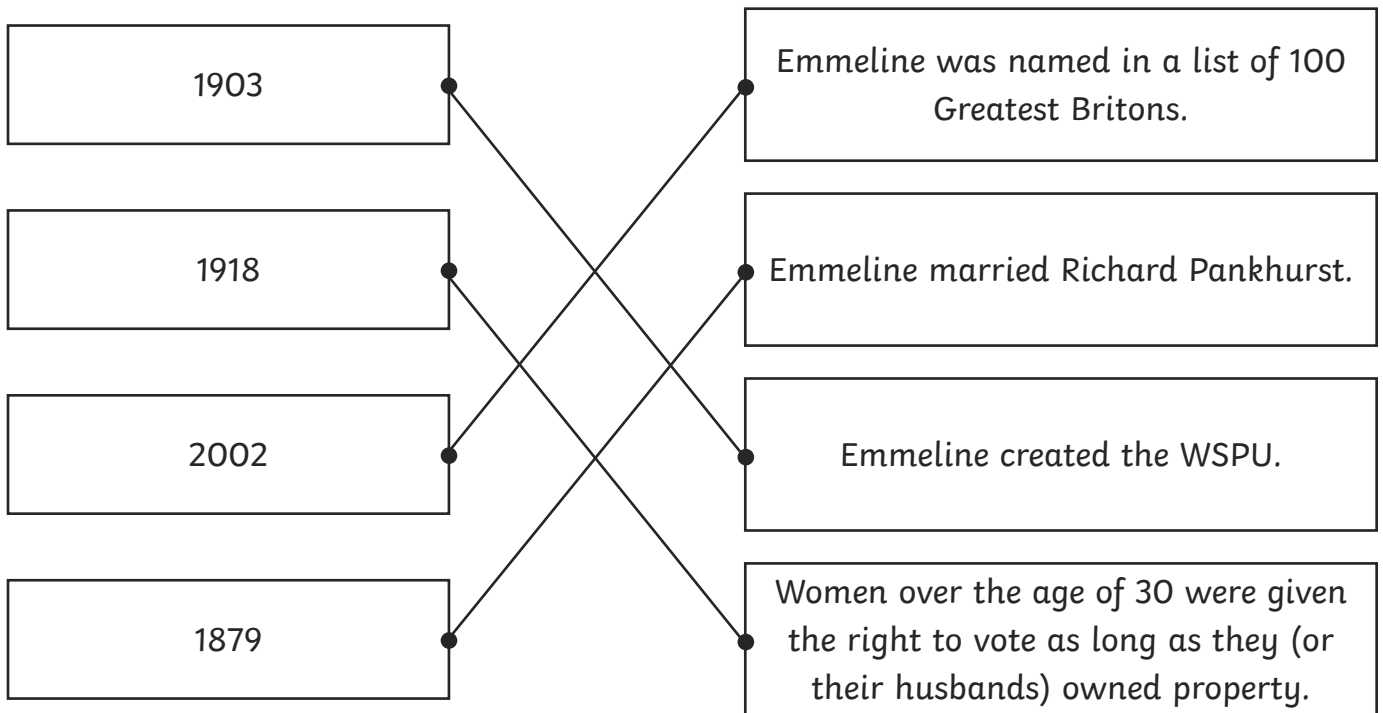 1903
Emmeline was named in a list of 100
Greatest Britons.
1918
Emmeline married Richard Pankhurst.
2002
Emmeline created the WSPU.
1879
Women over the age of 30 were given
the right to vote as long as they (or
their husbands) owned property.